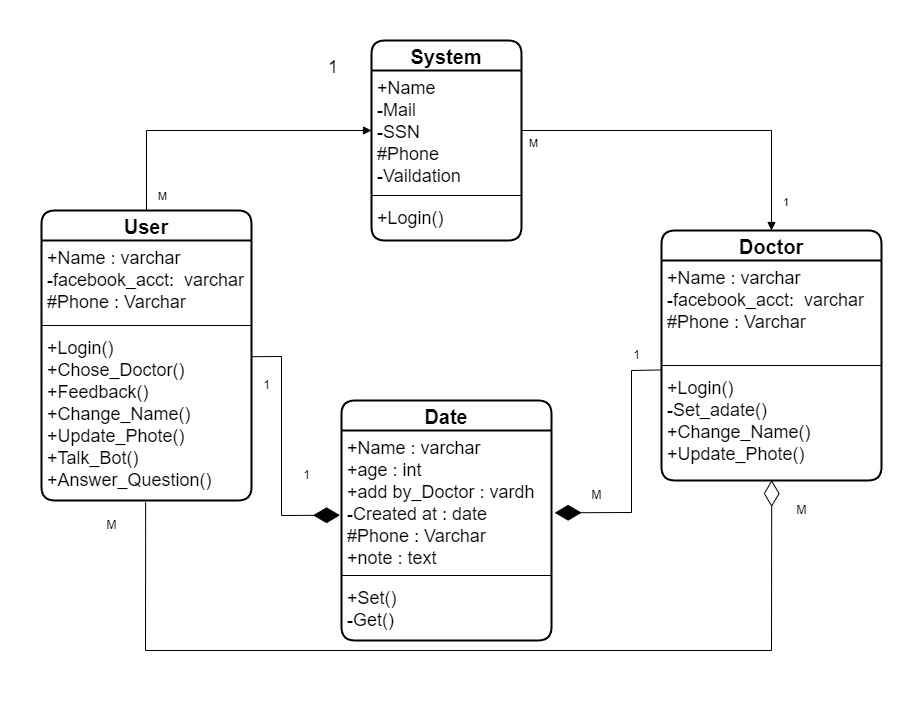 System
1
+Name
-Mail
-SSN
#Phone
-Vaildation
+Login()
M
M
1
User
+Name : varchar
-facebook_acct:  varchar
#Phone : Varchar
+Login()
+Chose_Doctor()
+Feedback()
+Change_Name()
+Update_Phote()
+Talk_Bot()
+Answer_Question()
Doctor
+Name : varchar
-facebook_acct:  varchar
#Phone : Varchar
+Login()
-Set_adate()
+Change_Name()
+Update_Phote()
1
1
Date
+Name : varchar
+age : int
+add by_Doctor : vardh
-Created at : date
#Phone : Varchar
+note : text
+Set()
-Get()
1
M
M
M